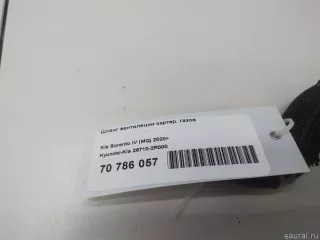 Шланг вентиляции картер. газов
Kia Sorento IV (MQ) 2020>
Hyundai-Kia 26710-2R000
70 786 057
eaural.ru